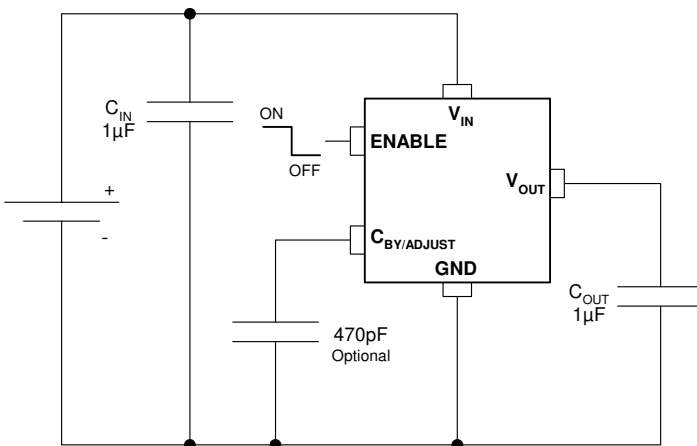 C_IN
1µF
ON
OFF
V_IN
ENABLE
V_OUT
+
-
C_BY/ADJUST
GND
470pF
Optional
C_OUT
1µF